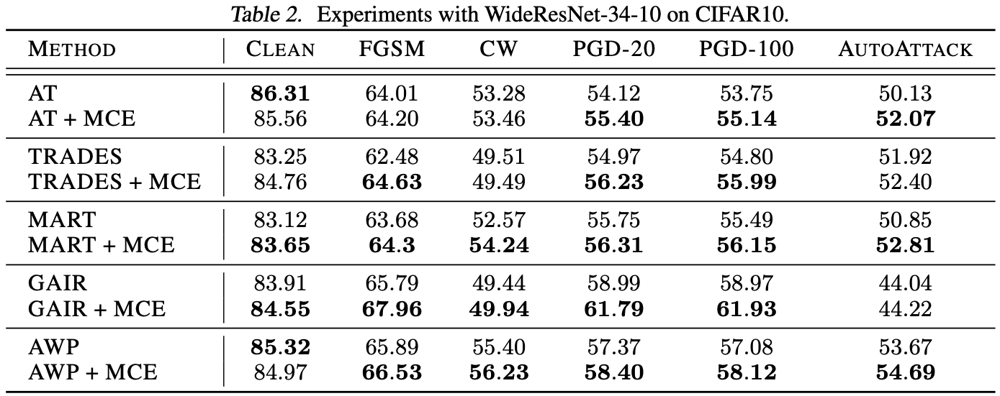 Table 2. Experiments with WideResNet-34-10 on CIFAR10.
METHOD CLEAN FGSM CW PGD-20 PGD-100 AUTOATTACK
AT 86.31 64.01 53.28 54.12 53.75 50.13
AT + MCE 85.56 64.20 53.46 55.40 55.14 52.07
TRADES 83.25 62.48 49.51 54.97 54.80 51.92
TRADES + MCE 84.76 64.63 49.49 56.23 55.99 52.40
MART 83.12 63.68 52.57 55.75 55.49 50.85
MART + MCE 83.65 64.3 54.24 56.31 56.15 52.81
GAIR 83.91 65.79 49.44 58.99 58.97 44.04
GAIR + MCE 84.55 67.96 49.94 61.79 61.93 44.22
AWP 85.32 65.89 55.40 57.37 57.08 53.67
AWP + MCE 84.97 66.53 56.23 58.40 58.12 54.69